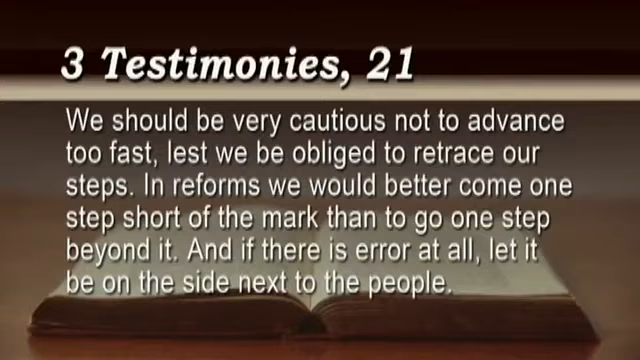 3 Testimonies, 21
We should be very cautious not to advance
too fast, lest we be obliged to retrace our
steps. In reforms we would better come one
step short of the mark than to go one step
beyond it. And if there is error at all, let it
be on the side next to the people.